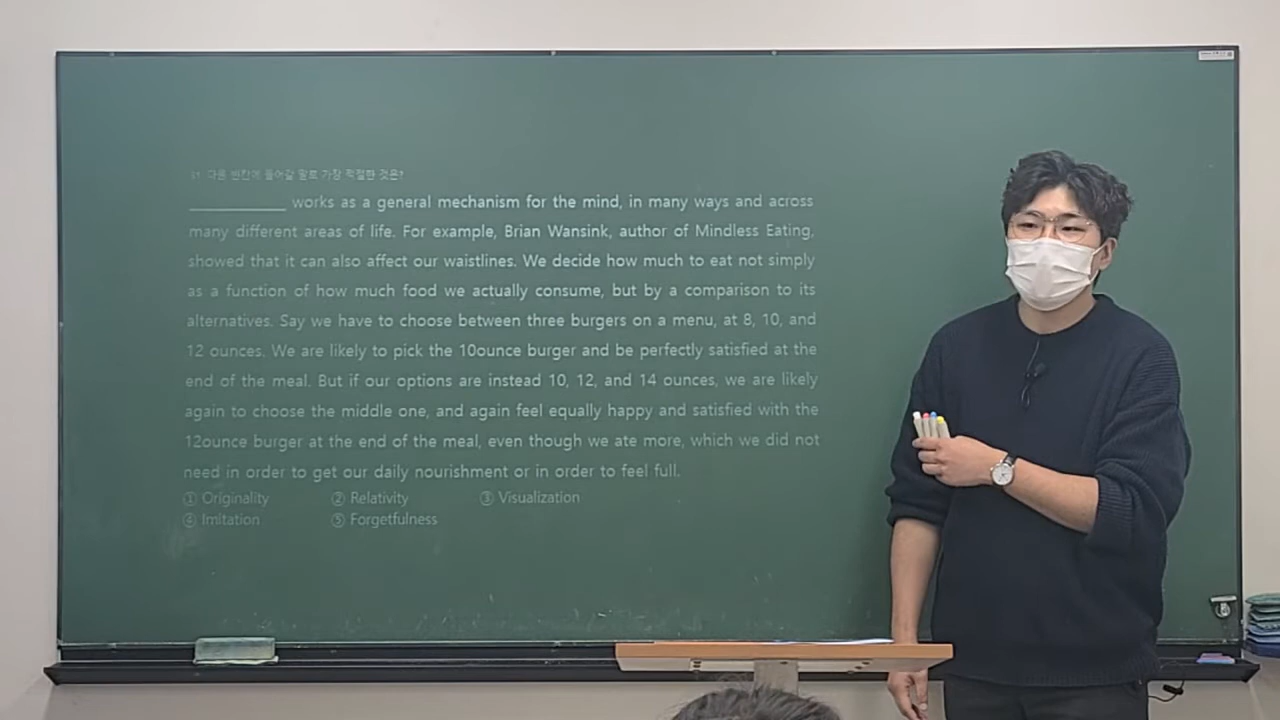 31. 다음 빈칸에 들어갈 말로 가장 적절한 것은?
____________ works as a general mechanism for the mind, in many ways and across
many different areas of life. For example, Brian Wansink, author of Mindless Eating,
showed that it can also affect our waistlines. We decide how much to eat not simply
as a function of how much food we actually consume, but by a comparison to its
alternatives. Say we have to choose between three burgers on a menu, at 8, 10, and
12 ounces. We are likely to pick the 10ounce burger and be perfectly satisfied at the
end of the meal. But if our options are instead 10, 12, and 14 ounces, we are likely
again to choose the middle one, and again feel equally happy and satisfied with the
12ounce burger at the end of the meal, even though we ate more, which we did not
need in order to get our daily nourishment or in order to feel full.
① Originality ② Relativity ③ Visualization
④ Imitation ⑤ Forgetfulness